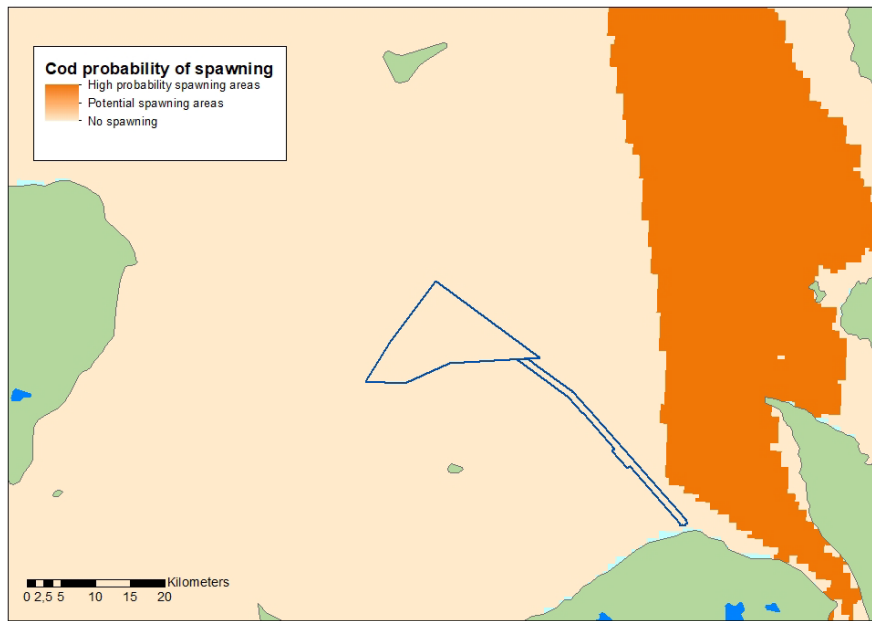 Cod probability of spawning
High probability spawning areas
Potential spawning areas
No spawning
Kilometers
0 2,5 5 10 15 20